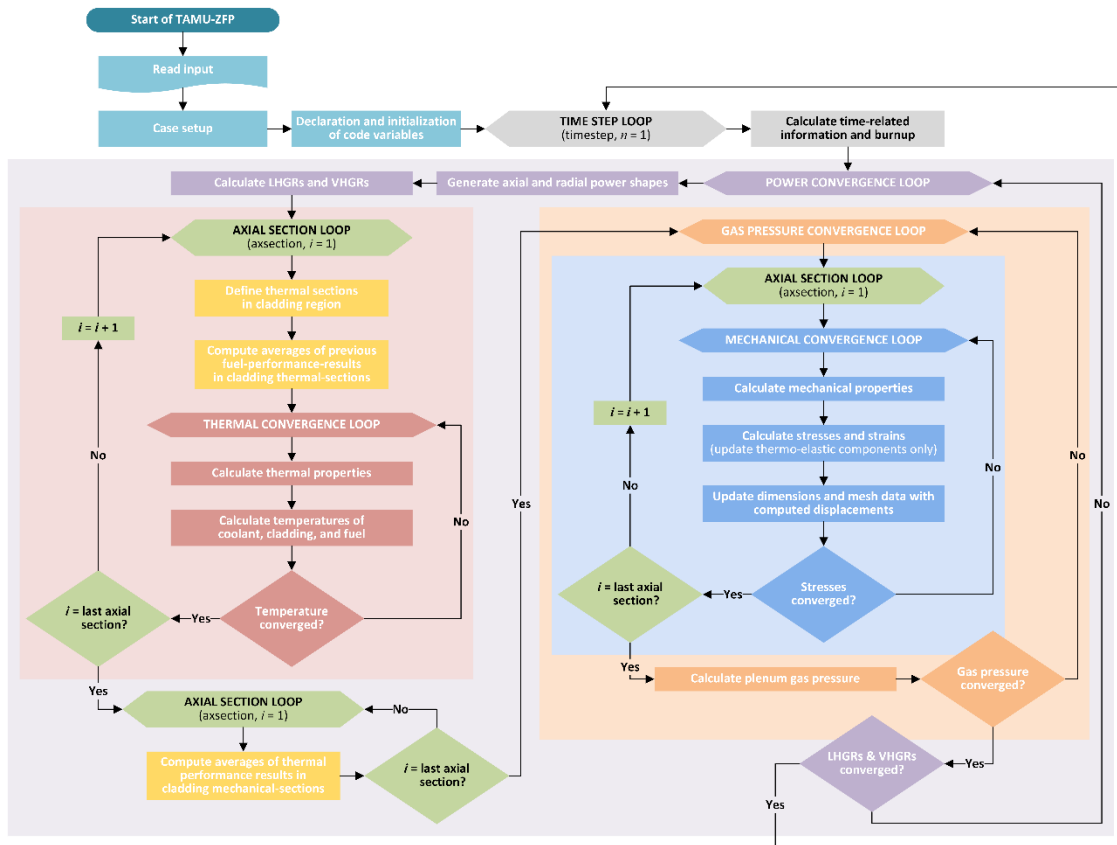 Start of TAMU-ZFP
Read input
Case setup
Declaration and initialization
of code variables
TIME STEP LOOP
(timestep, n = 1)
Calculate time-related
information and burnup
Calculate LHGRs and VHGRs
Generate axial and radial power shapes
POWER CONVERGENCE LOOP
AXIAL SECTION LOOP
(axsection, i = 1)
Define thermal sections
in cladding region
i = i + 1
Compute averages of previous
fuel-performance-results
in cladding thermal-sections
THERMAL CONVERGENCE LOOP
No
Calculate thermal properties
No
Calculate temperatures of
coolant, cladding, and fuel
i = last axial
section?
Yes
Temperature
converged?
Yes
AXIAL SECTION LOOP
(axsection, i = 1)
No
Compute averages of thermal
performance results in
cladding mechanical-sections
i = last axial
section?
Yes
GAS PRESSURE CONVERGENCE LOOP
AXIAL SECTION LOOP
(axsection, i = 1)
MECHANICAL CONVERGENCE LOOP
Calculate mechanical properties
i = i + 1
Calculate stresses and strains
(update thermo-elastic components only)
No
No
No
Update dimensions and mesh data with
computed displacements
No
i = last axial
section?
Yes
Stresses
converged?
Yes
Calculate plenum gas pressure
Gas pressure
converged?
LHGRs & VHGRs
converged?
Yes
Yes